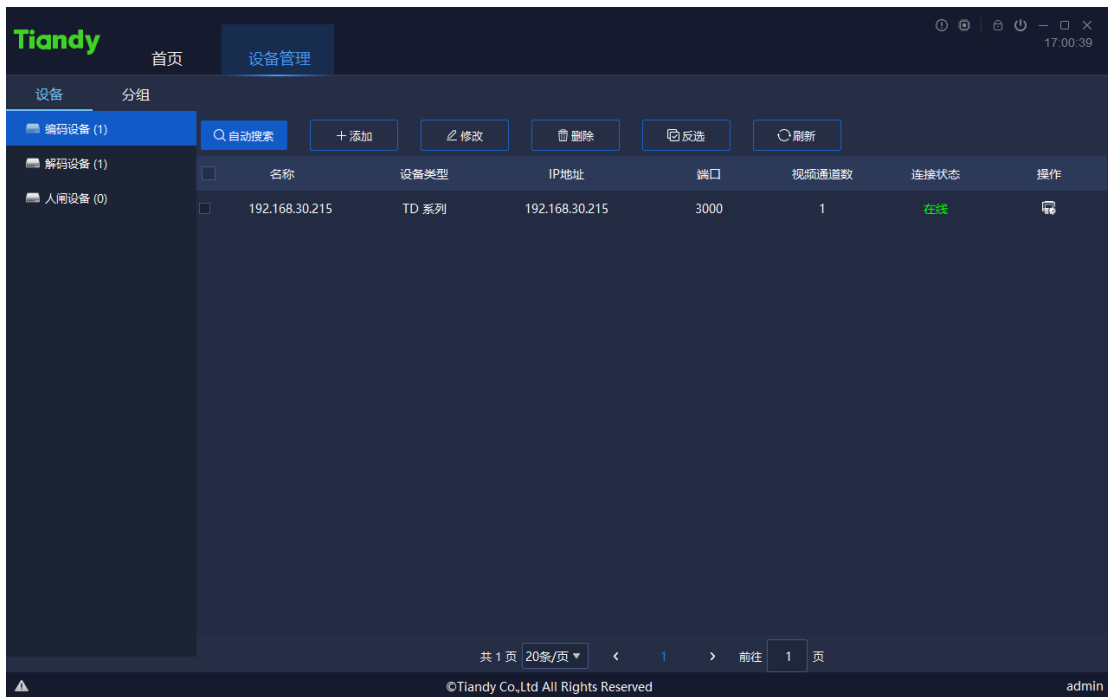 Tiandy
首页
设备管理
17:00:39
设备
分组
编码设备 (1)
解码设备 (1)
人闸设备 (0)
自动搜索 添加 修改 删除 反选 刷新
名称 设备类型 IP地址 端口 视频通道数 连接状态 操作
192.168.30.215 TD 系列 192.168.30.215 3000 1 在线
共 1 页 20条/页 1 前往 1 页
©Tiandy Co.,Ltd All Rights Reserved
admin